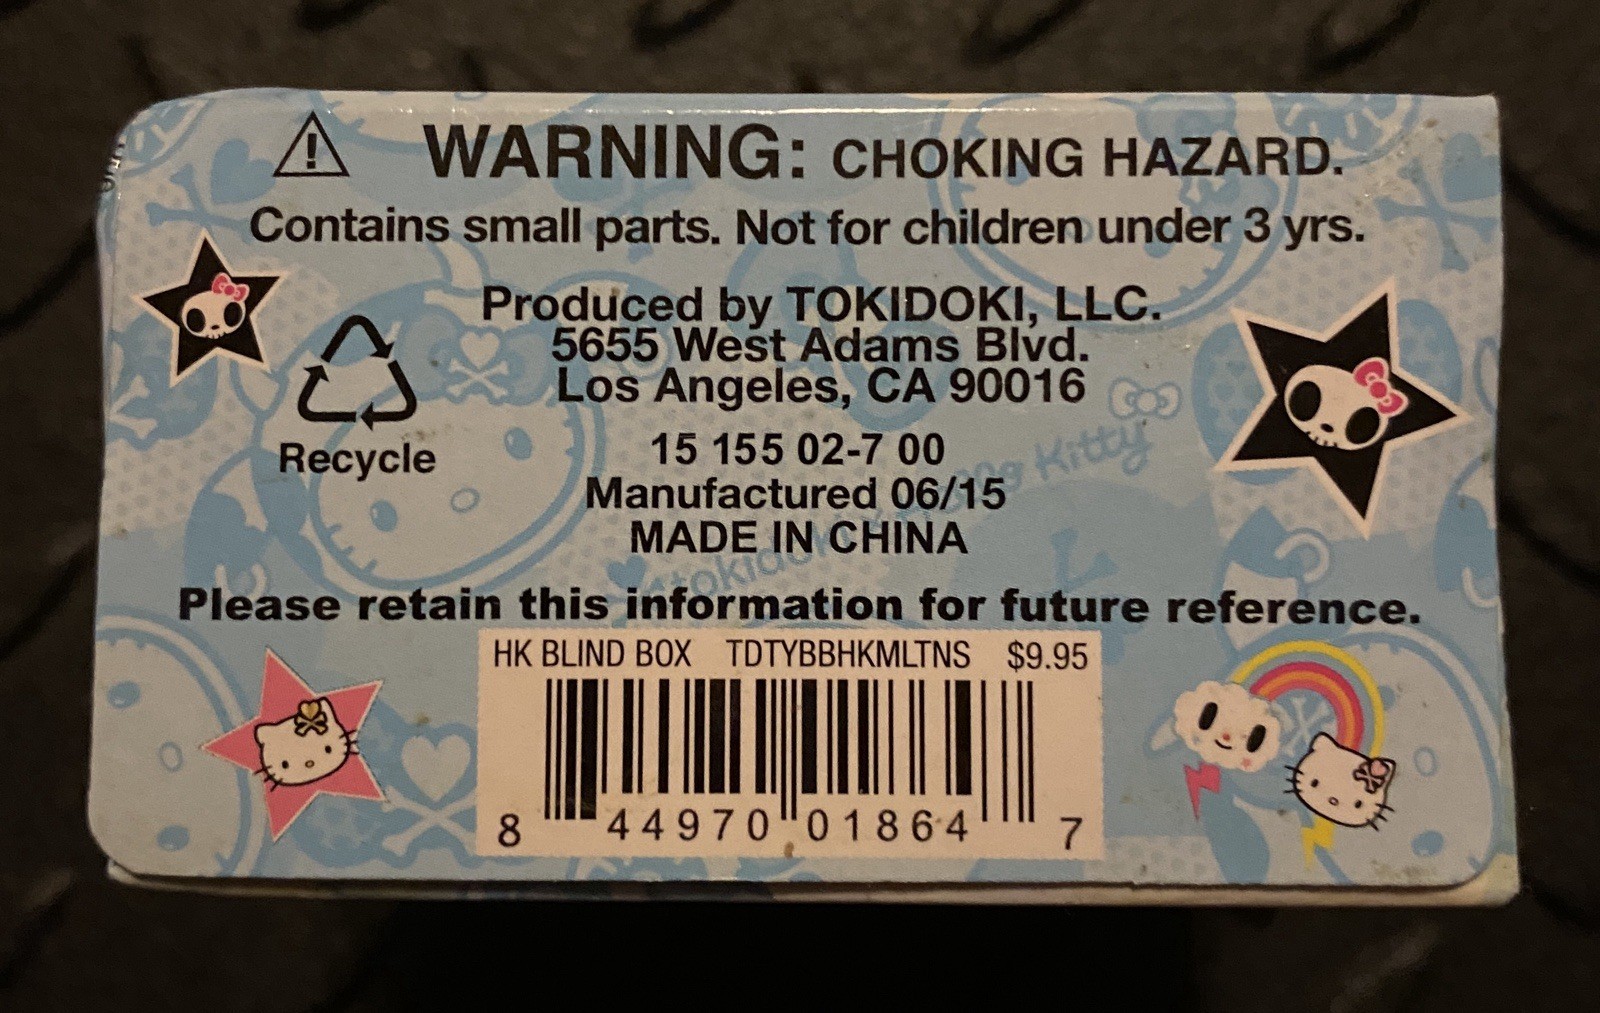 WARNING: CHOKING HAZARD.
Contains small parts. Not for children under 3 yrs.
Produced by TOKIDOKI, LLC.
5655 West Adams Blvd.
Los Angeles, CA 90016
Recycle
15 155 02-7 00
Manufactured 06/15
MADE IN CHINA
Kitty
Please retain this information for future reference.
HK BLIND BOX TDTYBBHKMLTNS $9.95
8 44970 01864 7